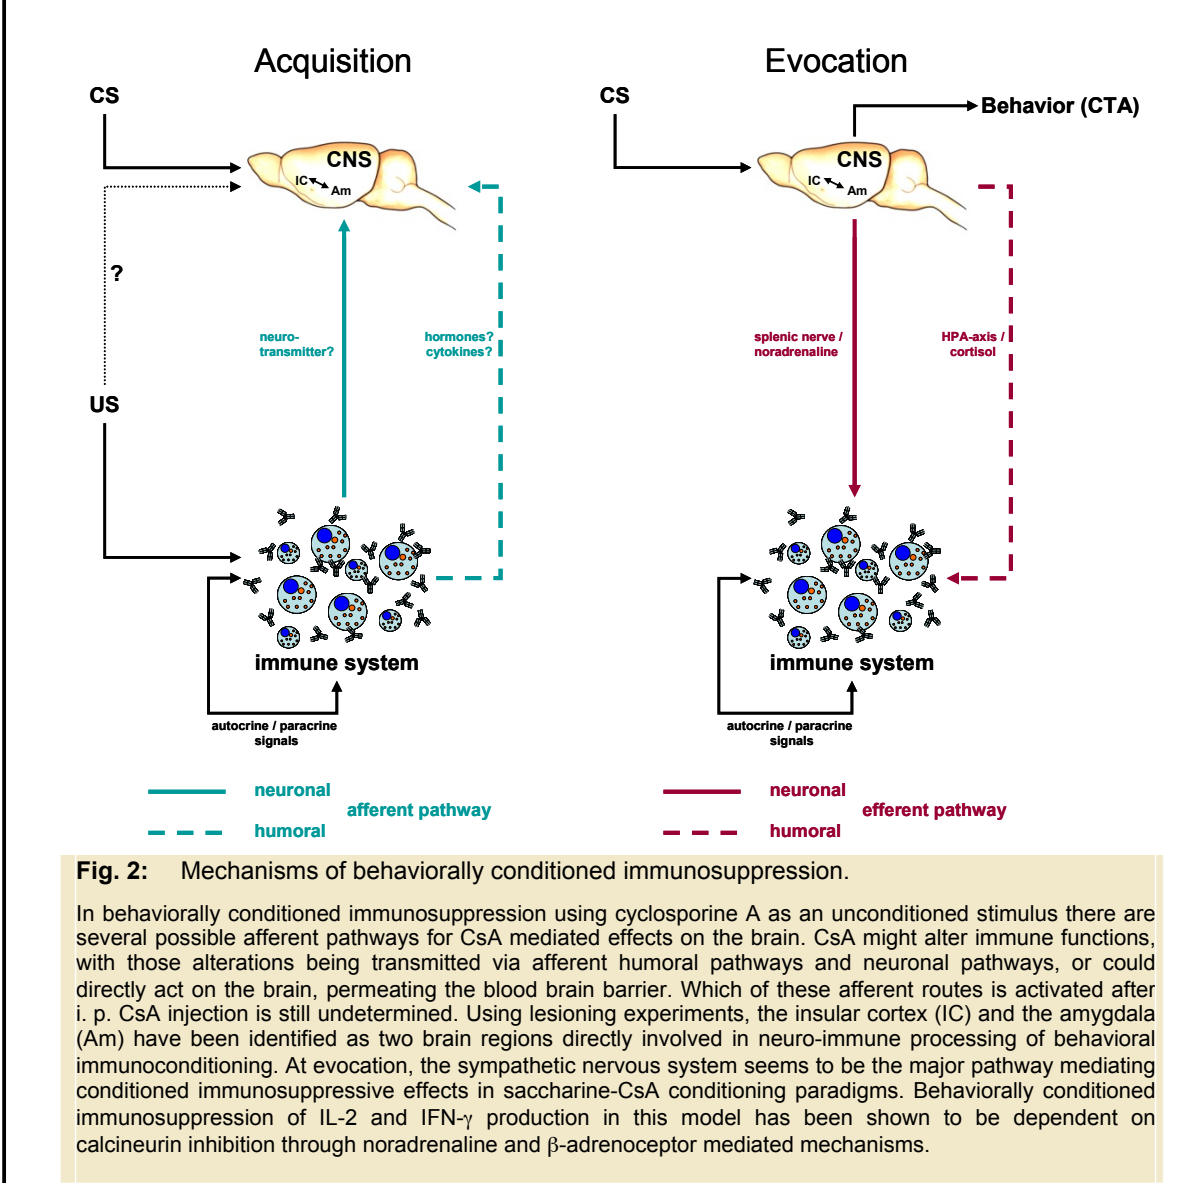 Acquisition
CS
CNS
IC
Am
?
neuro-
transmitter?
hormones?
cytokines?
US
immune system
autocrine / paracrine
signals
neuronal
afferent pathway
humoral
Evocation
CS
Behavior (CTA)
CNS
IC
Am
splenic nerve /
noradrenaline
HPA-axis /
cortisol
immune system
autocrine / paracrine
signals
neuronal
efferent pathway
humoral
Fig. 2: Mechanisms of behaviorally conditioned immunosuppression.
In behaviorally conditioned immunosuppression using cyclosporine A as an unconditioned stimulus there are
several possible afferent pathways for CsA mediated effects on the brain. CsA might alter immune functions,
with those alterations being transmitted via afferent humoral pathways and neuronal pathways, or could
directly act on the brain, permeating the blood brain barrier. Which of these afferent routes is activated after
i. p. CsA injection is still undetermined. Using lesioning experiments, the insular cortex (IC) and the amygdala
(Am) have been identified as two brain regions directly involved in neuro-immune processing of behavioral
immunoconditioning. At evocation, the sympathetic nervous system seems to be the major pathway mediating
conditioned immunosuppressive effects in saccharine-CsA conditioning paradigms. Behaviorally conditioned
immunosuppression of IL-2 and IFN-γ production in this model has been shown to be dependent on
calcineurin inhibition through noradrenaline and β-adrenoceptor mediated mechanisms.